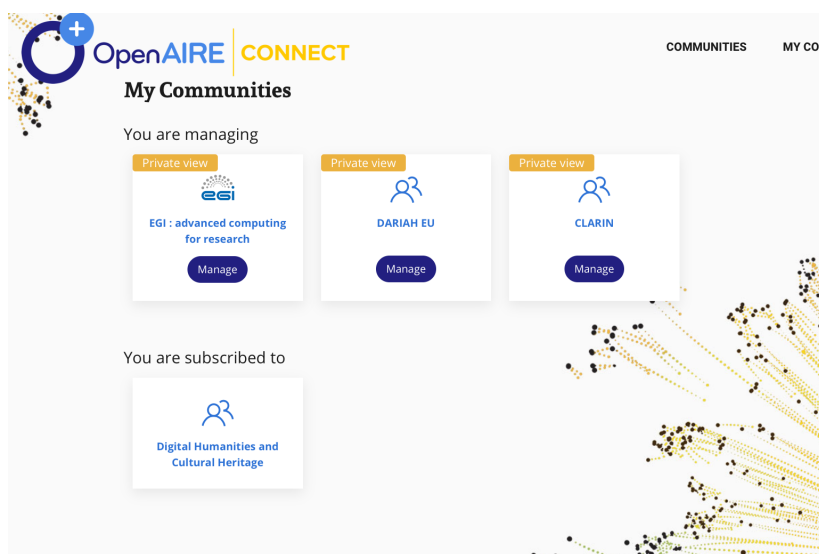 OpenAIRE CONNECT
COMMUNITIES MY CO
My Communities
You are managing
Private view Private view Private view
egi
EGI : advanced computing
for research
DARIAH EU
CLARIN
Manage Manage Manage
You are subscribed to
Digital Humanities and
Cultural Heritage